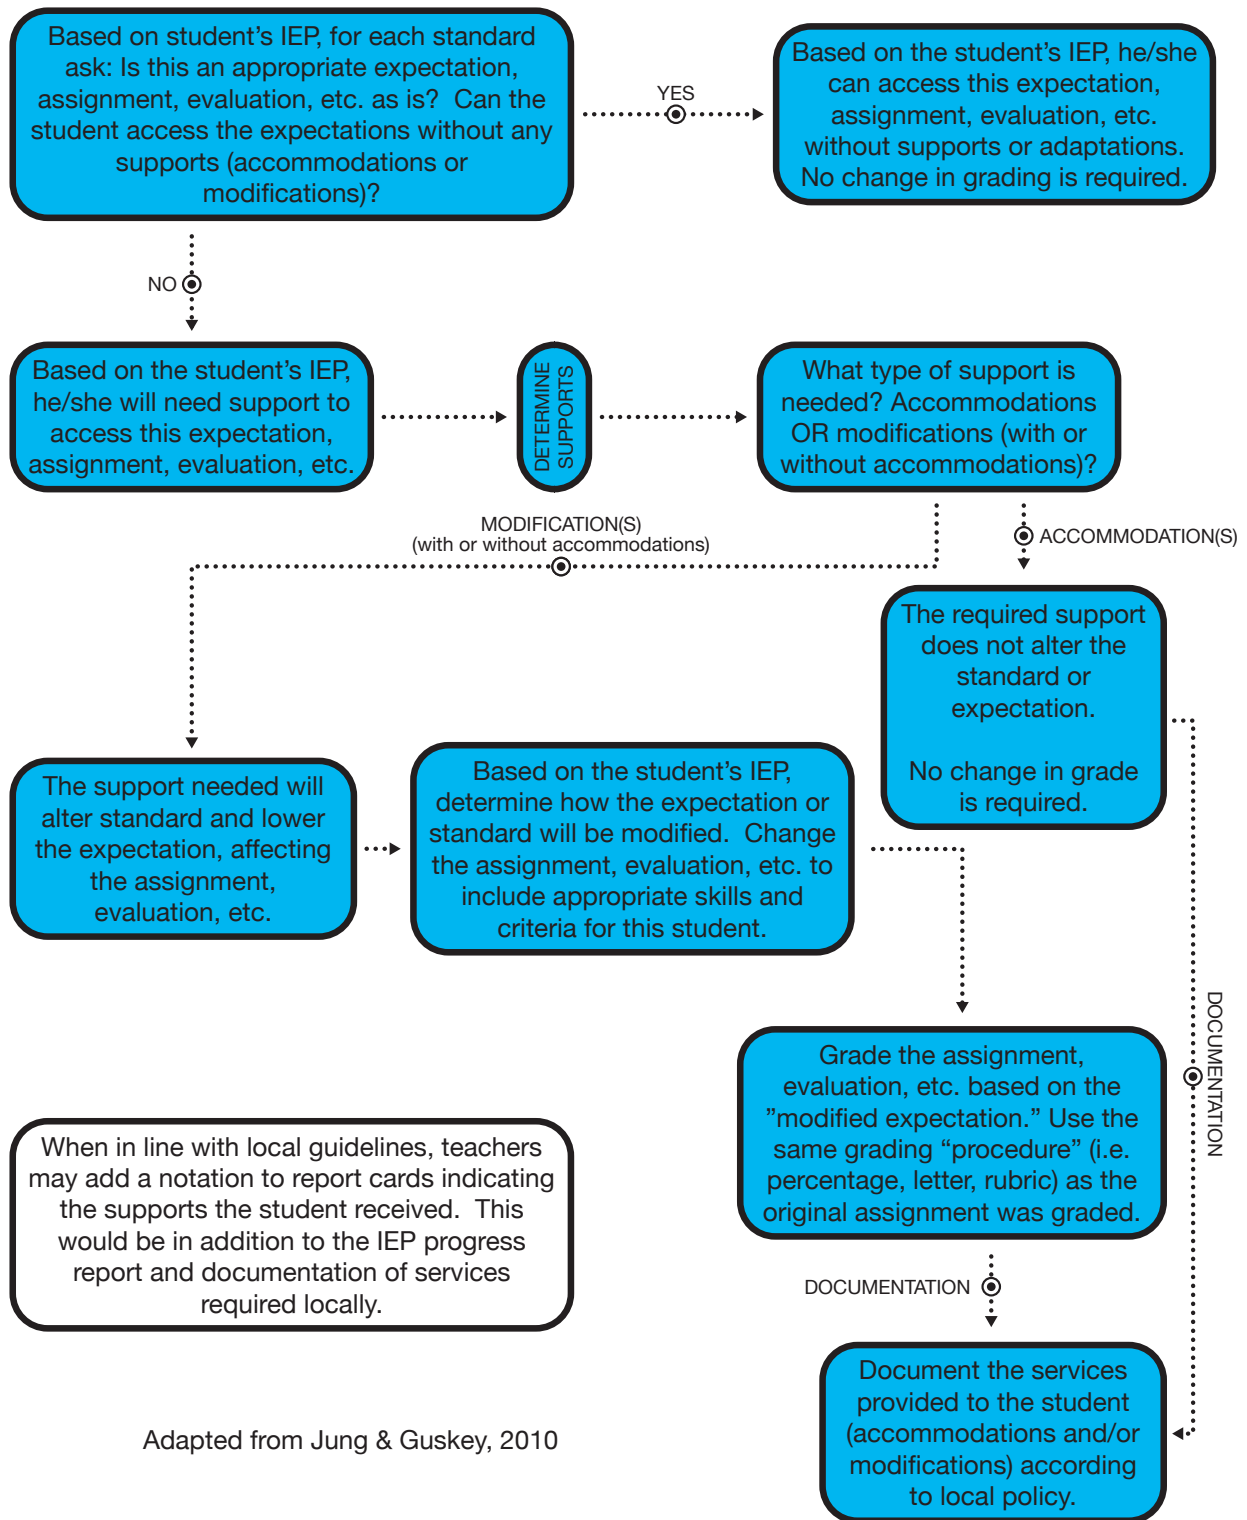 Based on student’s IEP, for each standard
ask: Is this an appropriate expectation,
assignment, evaluation, etc. as is?  Can the
student access the expectations without any
supports (accommodations or
modifications)?
YES
Based on the student’s IEP, he/she
can access this expectation,
assignment, evaluation, etc.
without supports or adaptations.
No change in grading is required.
NO
Based on the student’s IEP,
he/she will need support to
access this expectation,
assignment, evaluation, etc.
DETERMINE
SUPPORTS
What type of support is
needed? Accommodations
OR modifications (with or
without accommodations)?
MODIFICATION(S)
(with or without accommodations)
ACCOMMODATION(S)
The required support
does not alter the
standard or
expectation.
No change in grade
is required.
The support needed will
alter standard and lower
the expectation, affecting
the assignment,
evaluation, etc.
Based on the student’s IEP,
determine how the expectation or
standard will be modified.  Change
the assignment, evaluation, etc. to
include appropriate skills and
criteria for this student.
DOCUMENTATION
Grade the assignment,
evaluation, etc. based on the
”modified expectation.” Use the
same grading “procedure” (i.e.
percentage, letter, rubric) as the
original assignment was graded.
When in line with local guidelines, teachers
may add a notation to report cards indicating
the supports the student received.  This
would be in addition to the IEP progress
report and documentation of services
required locally.
DOCUMENTATION
Document the services
provided to the student
(accommodations and/or
modifications) according
to local policy.
Adapted from Jung & Guskey, 2010